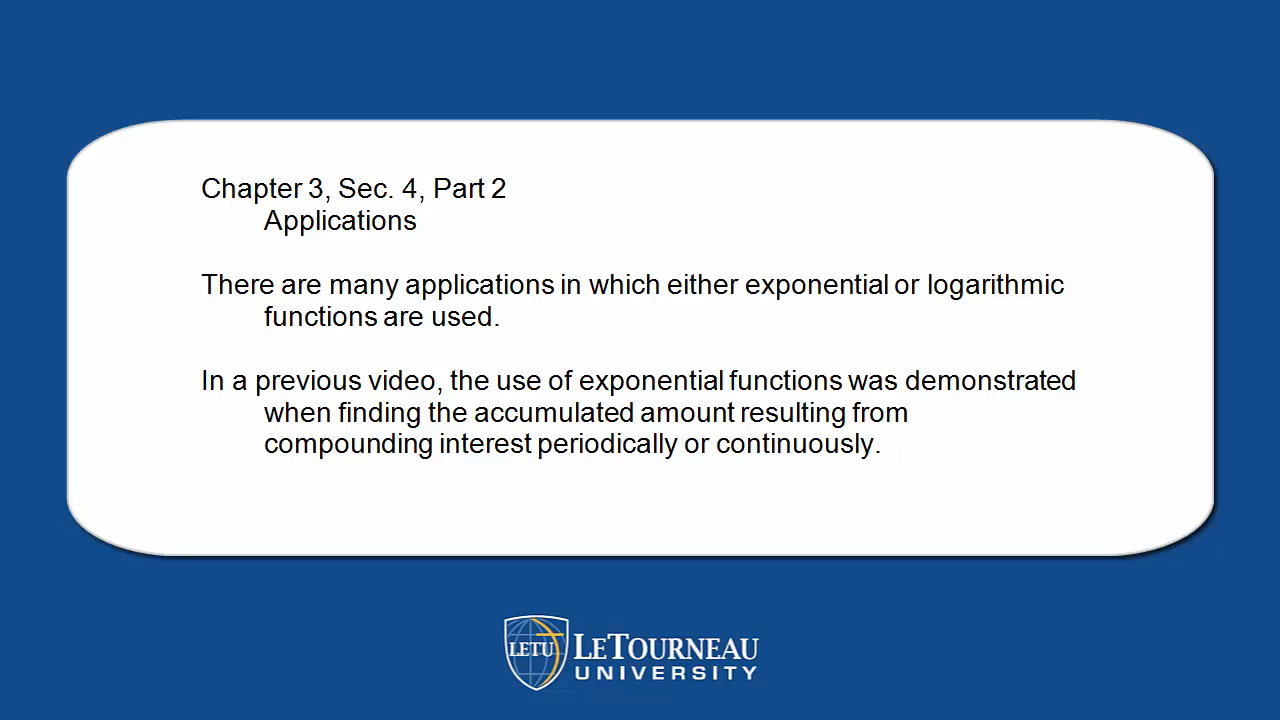 Chapter 3, Sec. 4, Part 2
Applications
There are many applications in which either exponential or logarithmic
functions are used.
In a previous video, the use of exponential functions was demonstrated
when finding the accumulated amount resulting from
compounding interest periodically or continuously.
LETU
LETOURNEAU
UNIVERSITY